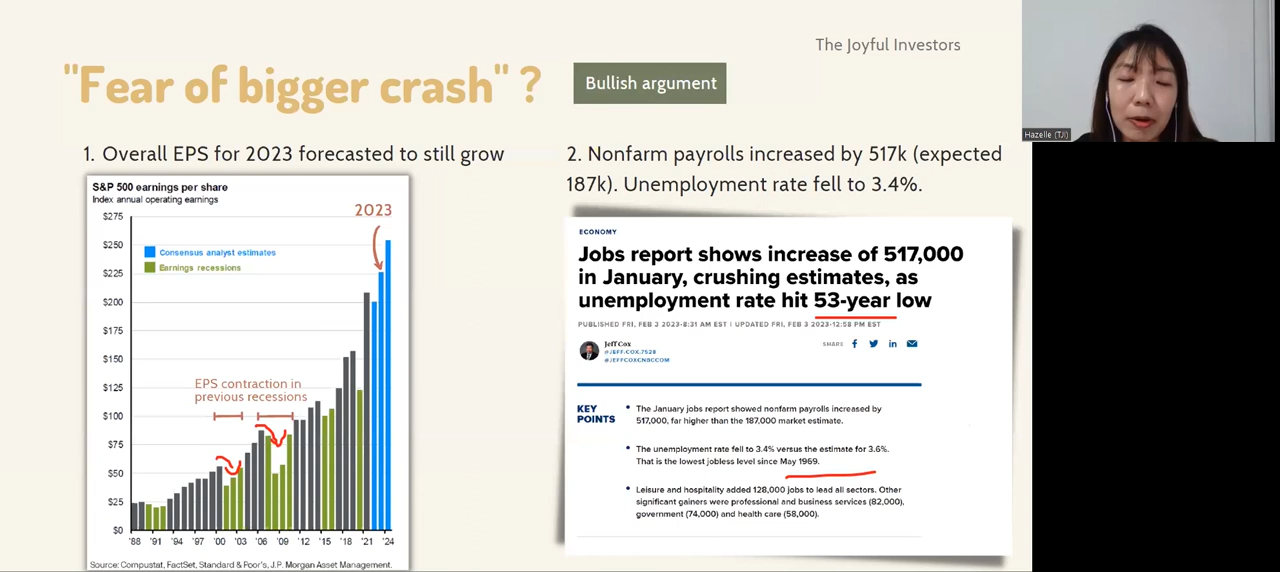 The Joyful Investors
"Fear of bigger crash" ?
Bullish argument
Hazelle (TJI)
1. Overall EPS for 2023 forecasted to still grow
S&P 500 earnings per share
Index annual operating earnings
$275
$250
$225
$200
$175
$150
$125
$100
$75
$50
$25
$0
2023
Consensus analyst estimates
Earnings recessions
EPS contraction in
previous recessions
'88 '91 '94 '97 '00 '03 '06 '09 '12 '15 '18 '21 '24
Source: Compustat, FactSet, Standard & Poor's, J.P. Morgan Asset Management.
2. Nonfarm payrolls increased by 517k (expected
187k). Unemployment rate fell to 3.4%.
ECONOMY
Jobs report shows increase of 517,000
in January, crushing estimates, as
unemployment rate hit 53-year low
PUBLISHED FRI, FEB 3 2023-8:31 AM EST | UPDATED FRI, FEB 3 2023-12:58 PM EST
Jeff Cox
@JEFF.COX.7528
@JEFFCOXCNBCCOM
SHARE
KEY
POINTS
• The January jobs report showed nonfarm payrolls increased by
517,000, far higher than the 187,000 market estimate.
• The unemployment rate fell to 3.4% versus the estimate for 3.6%.
That is the lowest jobless level since May 1969.
• Leisure and hospitality added 128,000 jobs to lead all sectors. Other
significant gainers were professional and business services (82,000),
government (74,000) and health care (58,000).